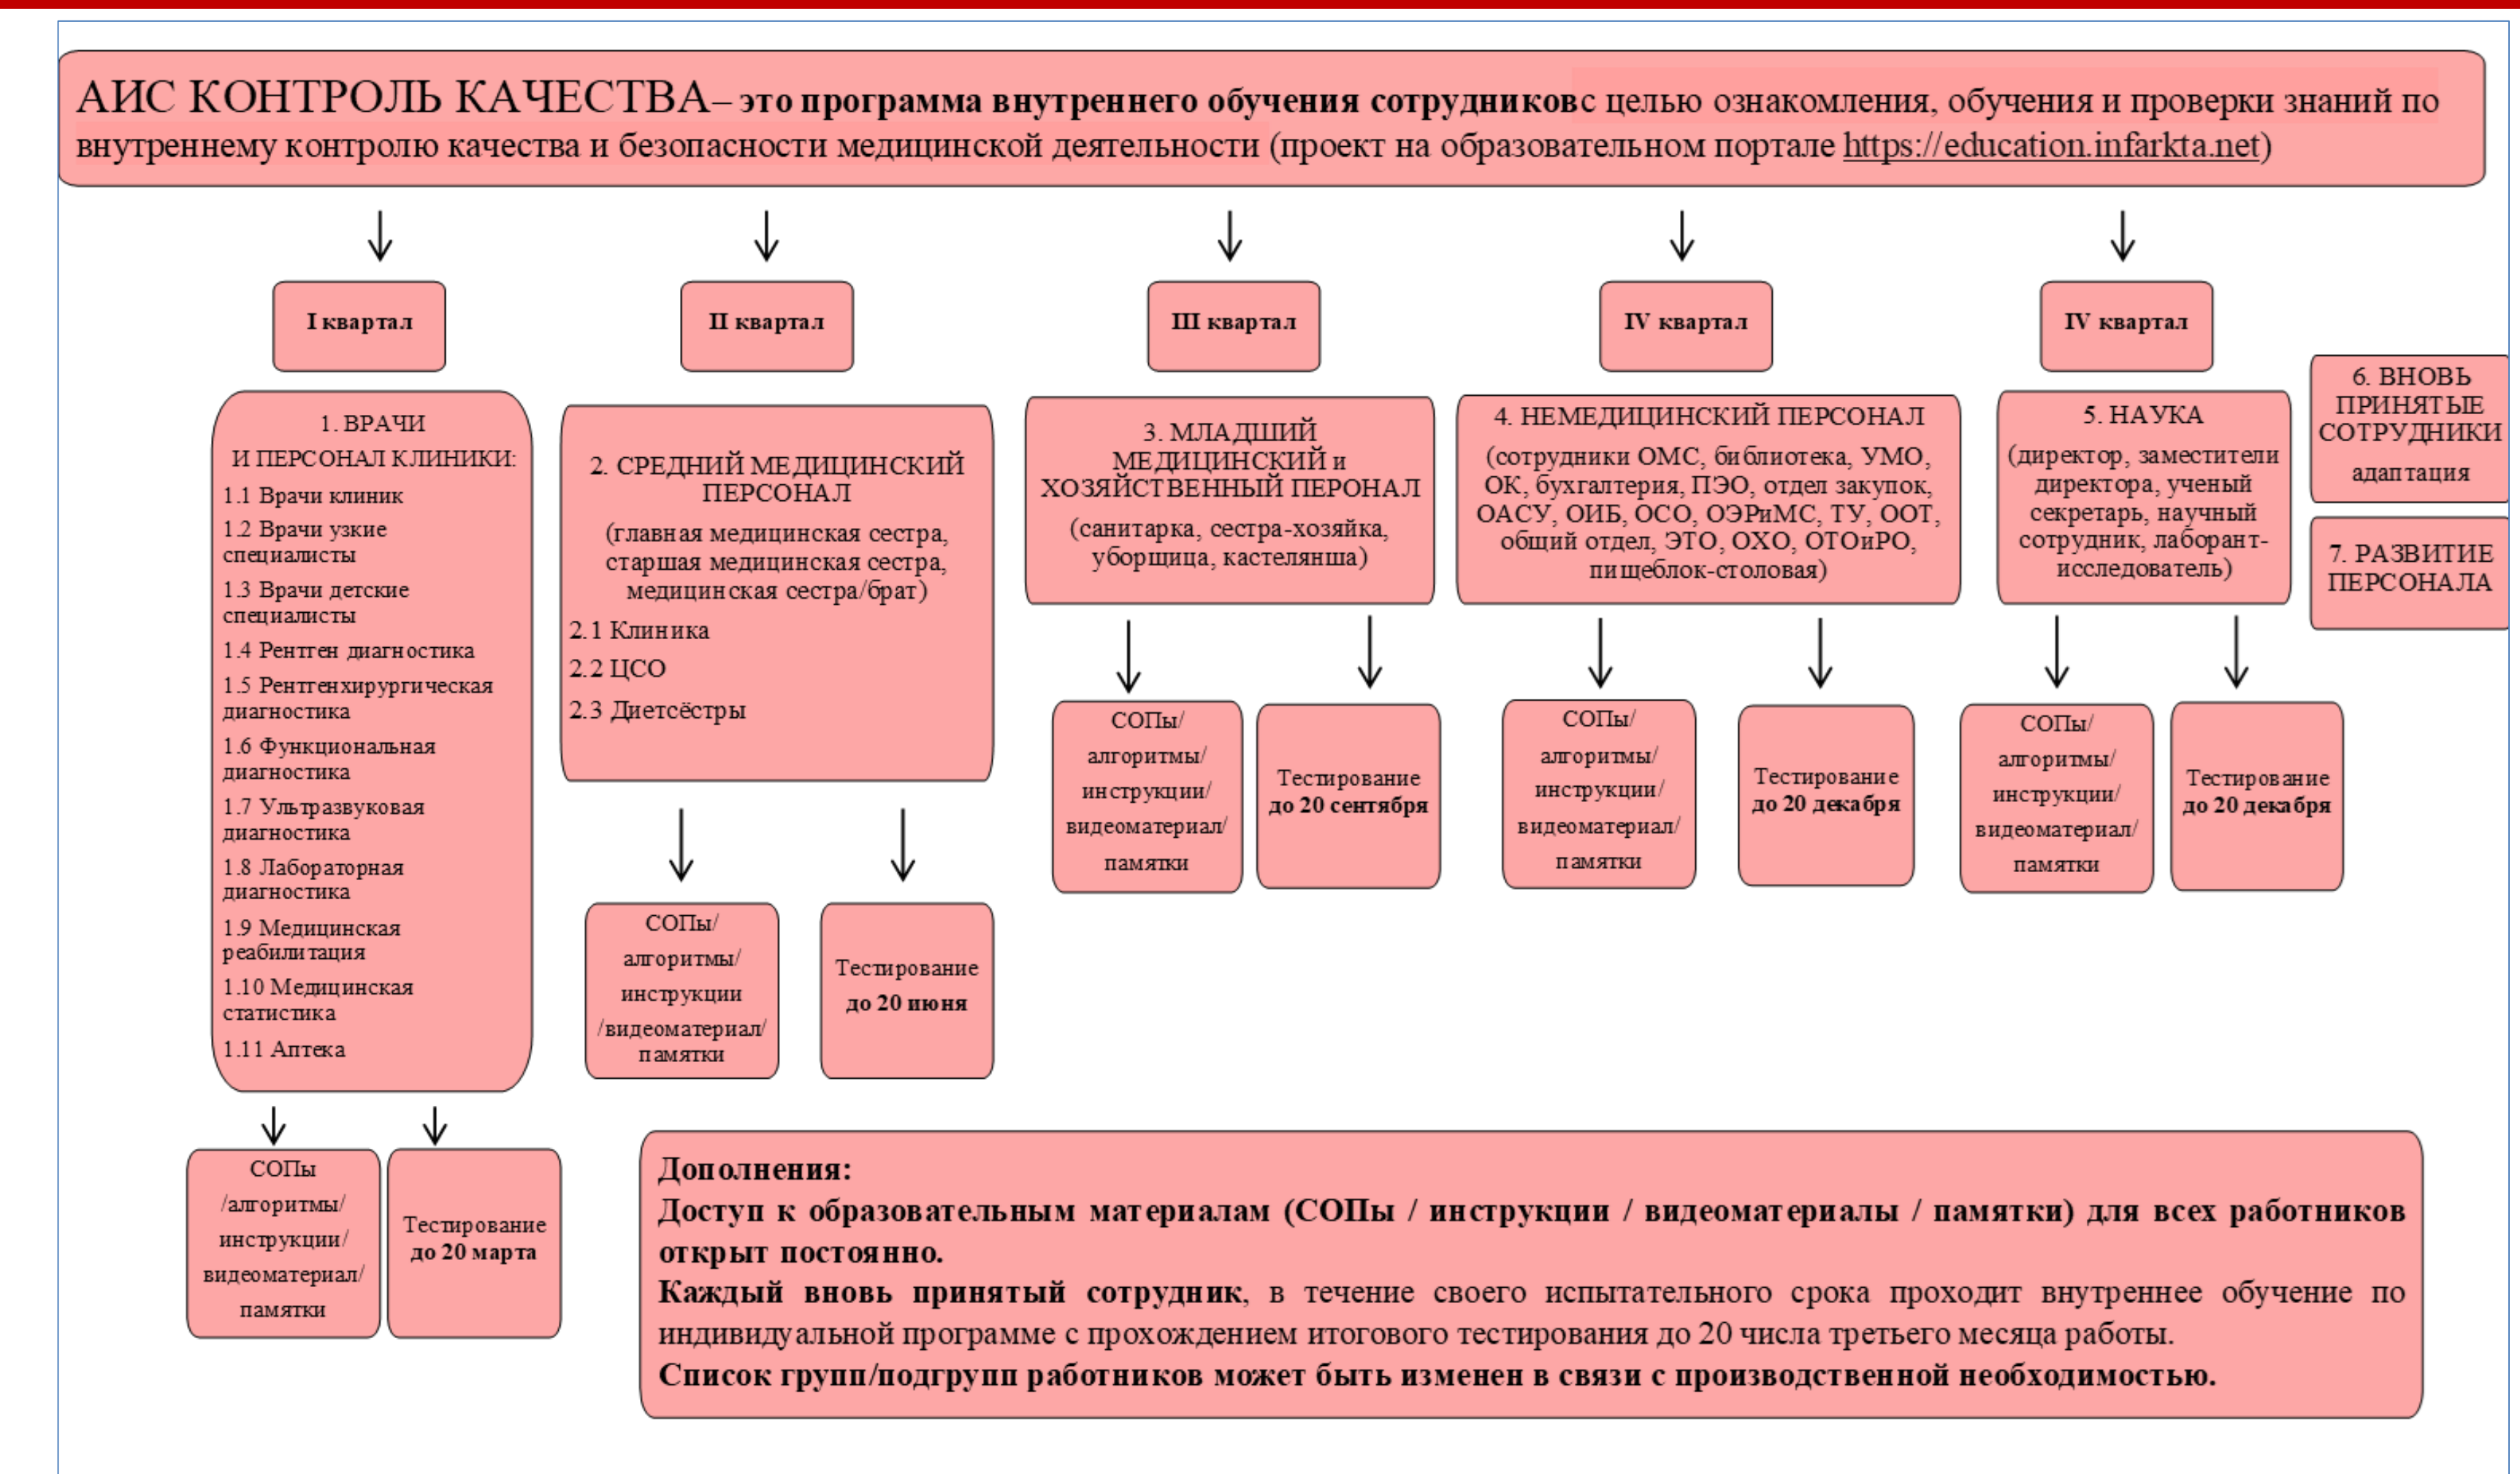 АИС КОНТРОЛЬ КАЧЕСТВА– это программа внутреннего обучения сотрудниковс целью ознакомления, обучения и проверки знаний по
внутреннему контролю качества и безопасности медицинской деятельности (проект на образовательном портале https://education.infarkta.net)
I квартал
II квартал
III квартал
IV квартал
IV квартал
1. ВРАЧИ
И ПЕРСОНАЛ КЛИНИКИ:
1.1 Врачи клиник
1.2 Врачи узкие
специалисты
1.3 Врачи детские
специалисты
1.4 Рентген диагностика
1.5 Рентгенхирургическая
диагностика
1.6 Функциональная
диагностика
1.7 Ультразвуковая
диагностика
1.8 Лабораторная
диагностика
1.9 Медицинская
реабилитация
1.10 Медицинская
статистика
1.11 Аптека
СОПы
/алгоритмы/
инструкции/
видеоматериал/
памятки
Тестирование
до 20 марта
2. СРЕДНИЙ МЕДИЦИНСКИЙ
ПЕРСОНАЛ
(главная медицинская сестра,
старшая медицинская сестра,
медицинская сестра/брат)
2.1 Клиника
2.2 ЦСО
2.3 Диетсёстры
СОПы/
алгоритмы/
инструкции
/видеоматериал/
памятки
Тестирование
до 20 июня
3. МЛАДШИЙ
МЕДИЦИНСКИЙ и
ХОЗЯЙСТВЕННЫЙ ПЕРОНАЛ
(санитарка, сестра-хозяйка,
уборщица, кастелянша)
СОПы/
алгоритмы/
инструкции/
видеоматериал/
памятки
Тестирование
до 20 сентября
4. НЕМЕДИЦИНСКИЙ ПЕРСОНАЛ
(сотрудники ОМС, библиотека, УМО,
ОК, бухгалтерия, ПЭО, отдел закупок,
ОАСУ, ОИБ, ОСО, ОЭРиМС, ТУ, ООТ,
общий отдел, ЭТО, ОХО, ОТОиРО,
пищеблок-столовая)
СОПы/
алгоритмы/
инструкции/
видеоматериал/
памятки
Тестирование
до 20 декабря
5. НАУКА
(директор, заместители
директора, ученый
секретарь, научный
сотрудник, лаборант-
исследователь)
СОПы/
алгоритмы/
инструкции/
видеоматериал/
памятки
Тестирование
до 20 декабря
6. ВНОВЬ
ПРИНЯТЫЕ
СОТРУДНИКИ
адаптация
7. РАЗВИТИЕ
ПЕРСОНАЛА
Дополнения:
Доступ к образовательным материалам (СОПы / инструкции / видеоматериалы / памятки) для всех работников
открыт постоянно.
Каждый вновь принятый сотрудник, в течение своего испытательного срока проходит внутреннее обучение по
индивидуальной программе с прохождением итогового тестирования до 20 числа третьего месяца работы.
Список групп/подгрупп работников может быть изменен в связи с производственной необходимостью.